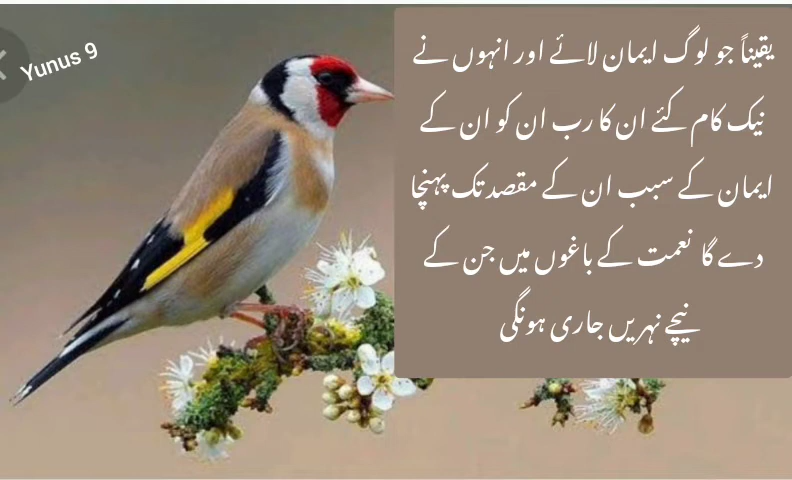 Yunus 9
یقیناً جو لوگ ایمان لائے اور انہوں نے
نیک کام کئے ان کا رب ان کو ان کے
ایمان کے سبب ان کے مقصد تک پہنچا
دے گا نعمت کے باغوں میں جن کے
نیچے نہریں جاری ہونگی